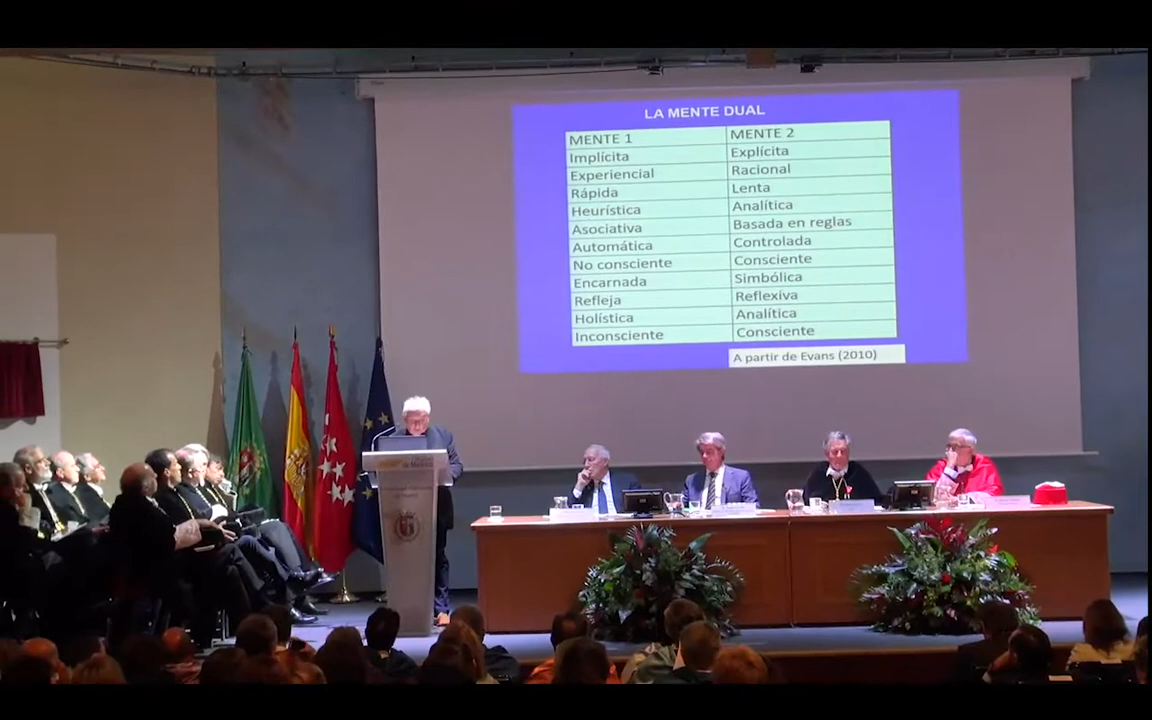 LA MENTE DUAL
MENTE 1 MENTE 2
Implícita Explícita
Experiencial Racional
Rápida Lenta
Heurística Analítica
Asociativa Basada en reglas
Automática Controlada
No consciente Consciente
Encarnada Simbólica
Refleja Reflexiva
Holística Analítica
Inconsciente Consciente
A partir de Evans (2010)